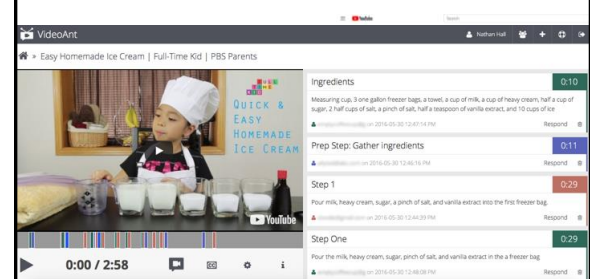 YouTube
Search
VideoAnt
Nathan Hall
» Easy Homemade Ice Cream | Full-Time Kid | PBS Parents
QUICK &
EASY
HOMEMADE
ICE CREAM
YouTube
0:00 / 2:58
CC
i
Ingredients
0:10
Measuring cup, 3 one gallon freezer bags, a towel, a cup of milk, a cup of heavy cream, half a cup of
sugar, 2 half cups of salt, a pinch of salt, half a teaspoon of vanilla extract, and 10 cups of ice
on 2016-05-30 12:47:14 PM
Respond
Prep Step: Gather ingredients
0:11
on 2016-05-30 12:46:16 PM
Respond
Step 1
0:29
Pour milk, heavy cream, sugar, a pinch of salt, and vanilla extract into the first freezer bag.
on 2016-05-30 12:44:39 PM
Respond
Step One
0:29
Pour the milk, heavy cream, sugar, pinch of salt, and vanilla extract in the a freezer bag
on 2016-05-30 12:48:08 PM
Respond